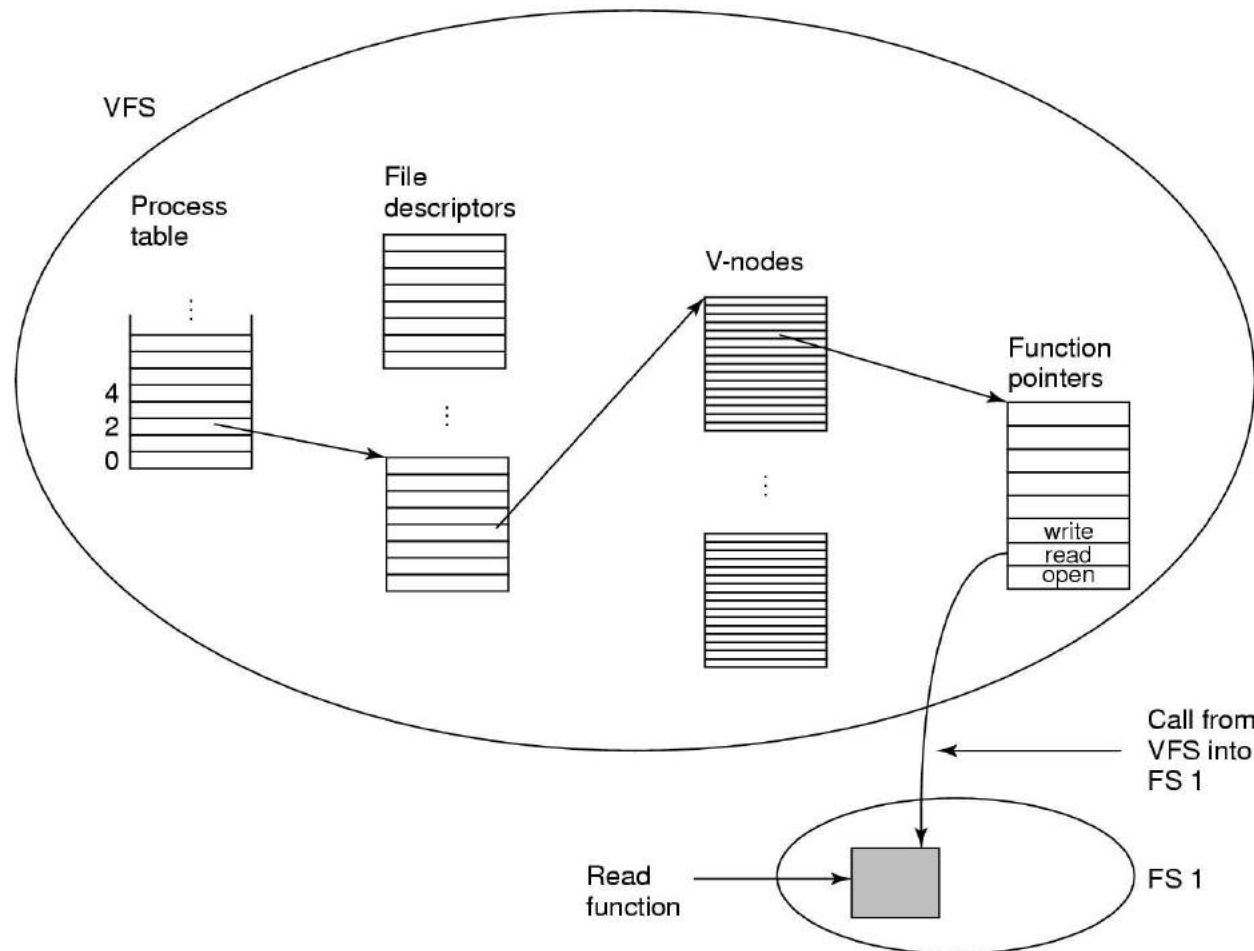 VFS
Process
table
File
descriptors
V-nodes
Function
pointers
4
2
0
write
read
open
Call from
VFS into
FS 1
Read
function
FS 1